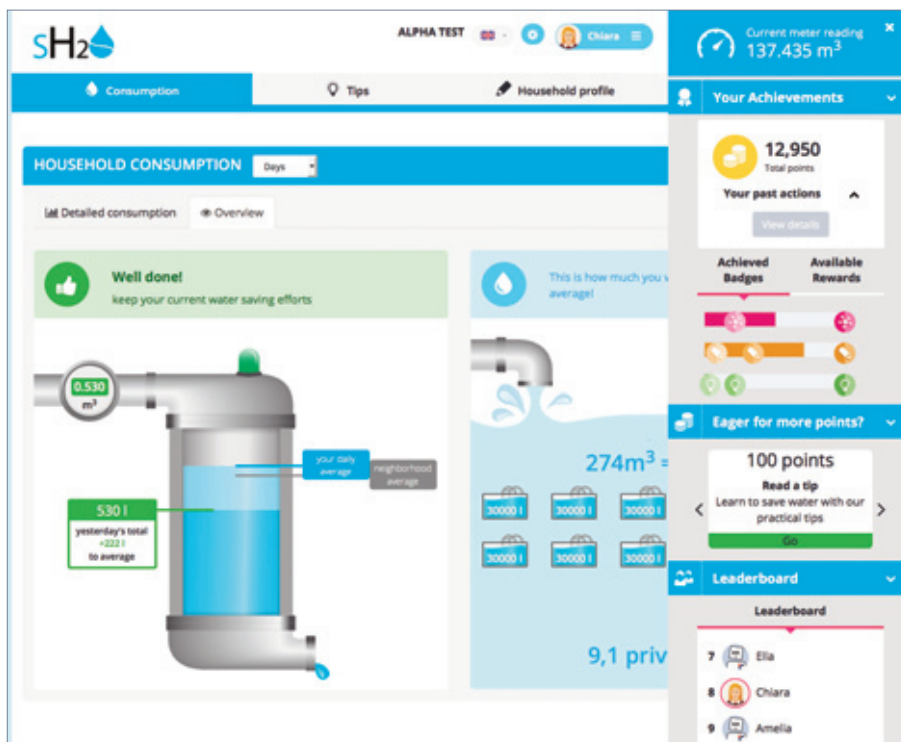 SH2
ALPHA TEST
Chiara
Current meter reading
137.435 m³
Consumption
Tips
Household profile
HOUSEHOLD CONSUMPTION
Days
Detailed consumption
Overview
Well done!
keep your current water saving efforts
0.530
m³
your daily
average
neighborhood
average
530 l
yesterday's total
to average
This is how much you
average!
274m³ =
30000 l
30000 l
30000 l
30000 l
30000 l
30000 l
9,1 priv
Your Achievements
12,950
Total points
Your past actions
View details
Achieved
Badges
Available
Rewards
Eager for more points?
100 points
Read a tip
Learn to save water with our
practical tips
Go
Leaderboard
Leaderboard
7 Ella
8 Chiara
9 Amelia